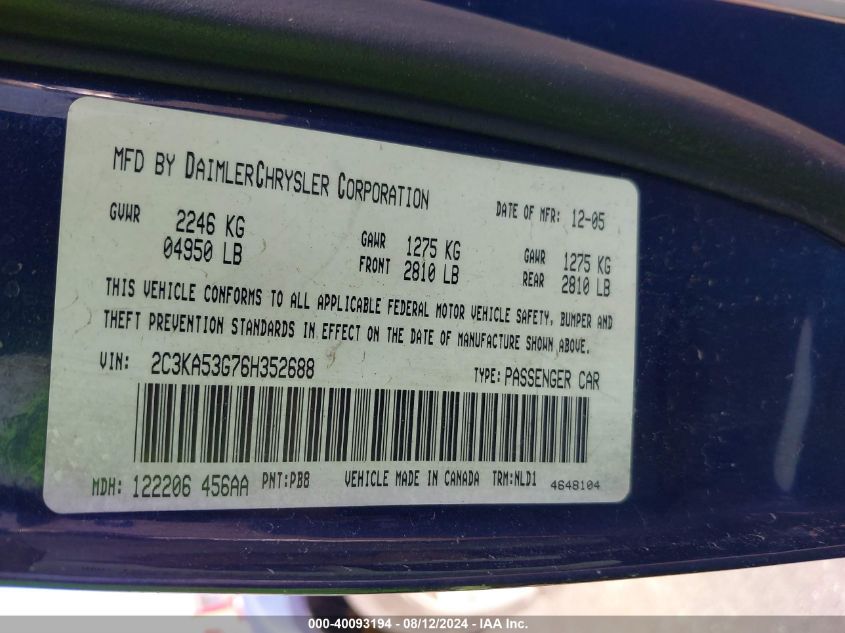 MFD BY DAIMLERCHRYSLER CORPORATION
DATE OF MFR: 12-05
GVWR 2246 KG
04950 LB
GAWR 1275 KG
FRONT 2810 LB
GAWR 1275 KG
REAR 2810 LB
THIS VEHICLE CONFORMS TO ALL APPLICABLE FEDERAL MOTOR VEHICLE SAFETY, BUMPER AND
THEFT PREVENTION STANDARDS IN EFFECT ON THE DATE OF MANUFACTURE SHOWN ABOVE.
VIN: 2C3KA53G76H352688
TYPE: PASSENGER CAR
MDH: 122206 456AA PNT:PB8 VEHICLE MADE IN CANADA TRM:NLD1 4648104
000-40093194 - 08/12/2024 - IAA Inc.